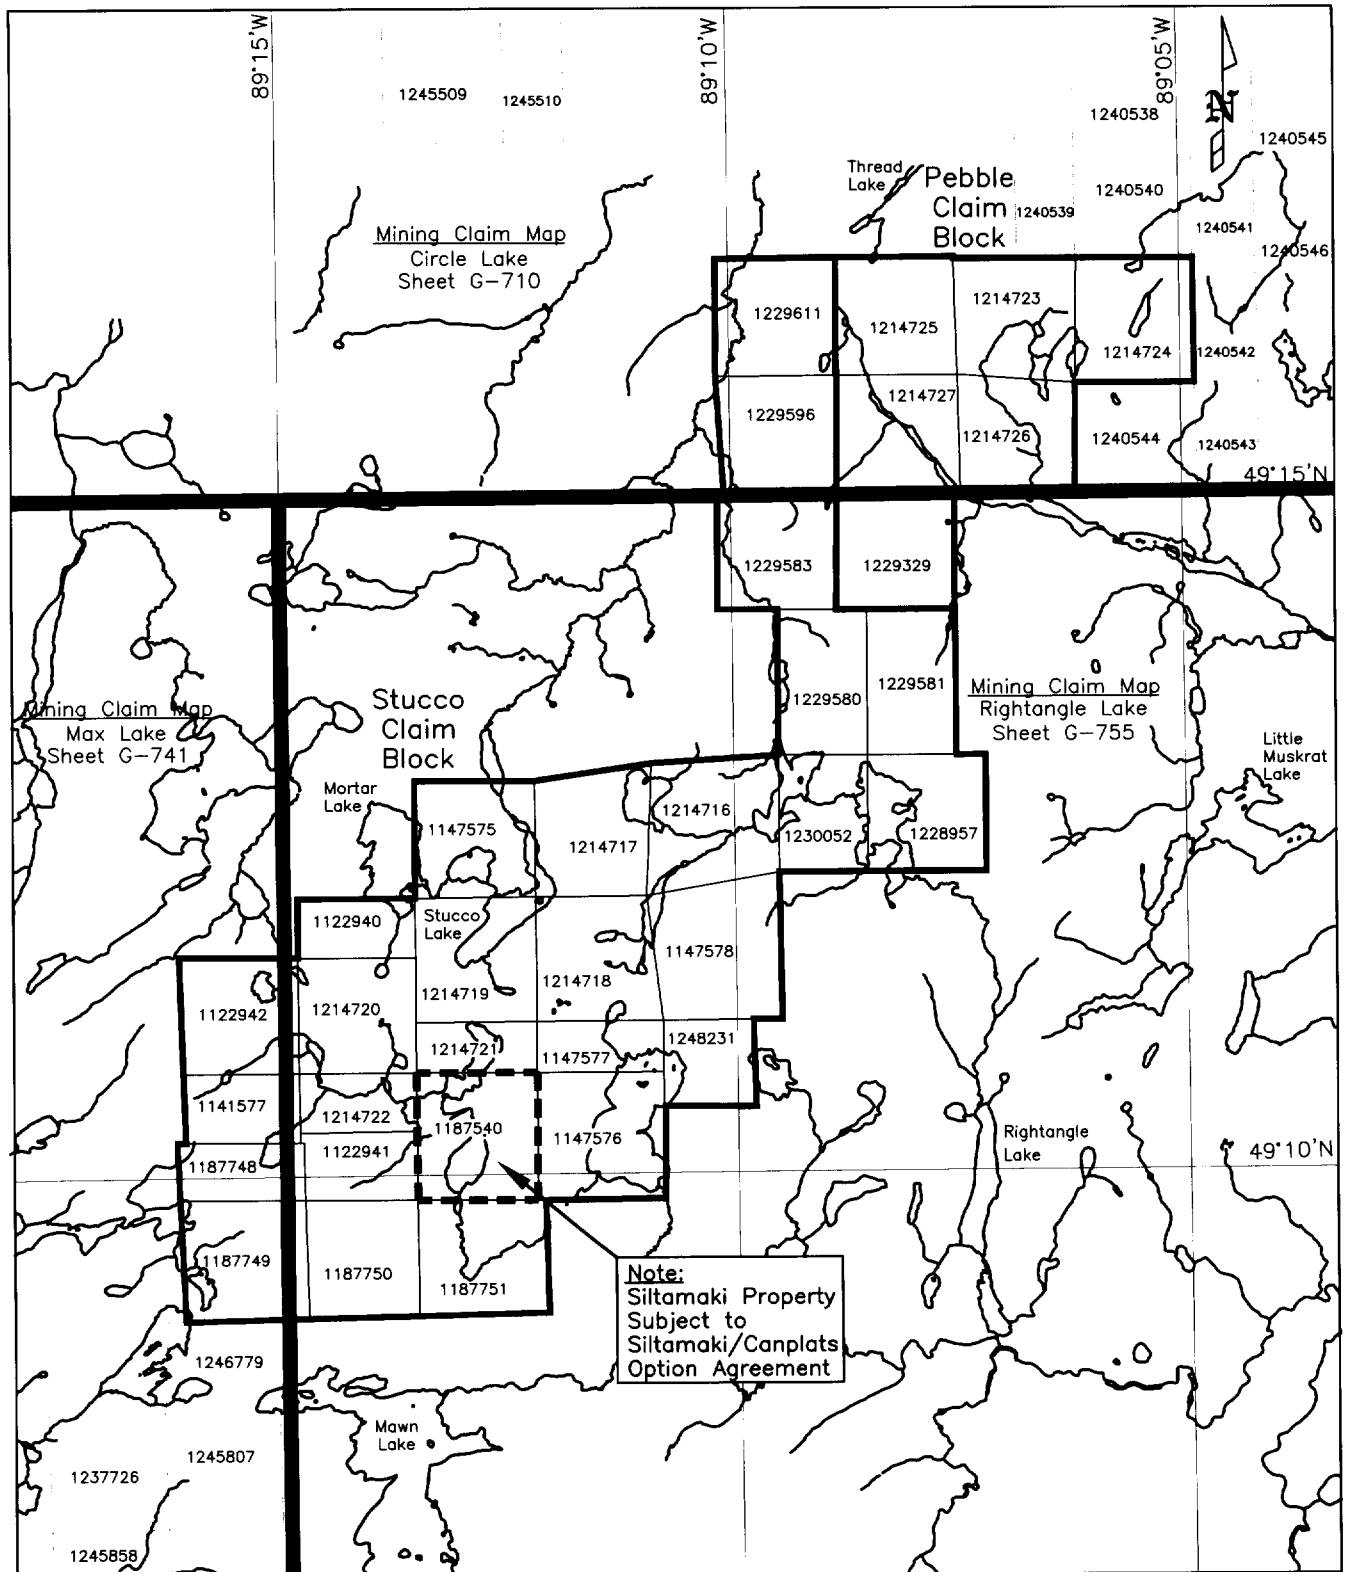 89°15'W
89°10'W
89°05'W
N
1245509
1245510
1240538
1240545
Thread
Lake
Pebble
Claim
Block
1240539
1240540
1240541
1240546
Mining Claim Map
Circle Lake
Sheet G-710
1229611
1214725
1214723
1214724
1240542
1229596
1214727
1214726
1240544
1240543
49°15'N
1229583
1229329
1229580
1229581
Mining Claim Map
Rightangle Lake
Sheet G-755
Mining Claim Map
Max Lake
Sheet G-741
Stucco
Claim
Block
Little
Muskrat
Lake
Mortar
Lake
1147575
1214717
1214716
1230052
1228957
1122940
Stucco
Lake
1147578
1122942
1214720
1214719
1214718
1214721
1147577
1248231
1141577
1214722
1187540
1147576
1122941
1187748
Rightangle
Lake
49°10'N
1187749
1187750
1187751
Note:
Siltamaki Property
Subject to
Siltamaki/Canplats
Option Agreement
1246779
Mawn
Lake
1245807
1237726
1245858